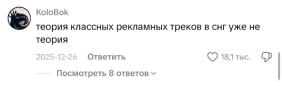 KoloBok
теория классных рекламных треков в снг уже не
теория
2025-12-26 Ответить 18,1 тыс.
Посмотреть 8 ответов